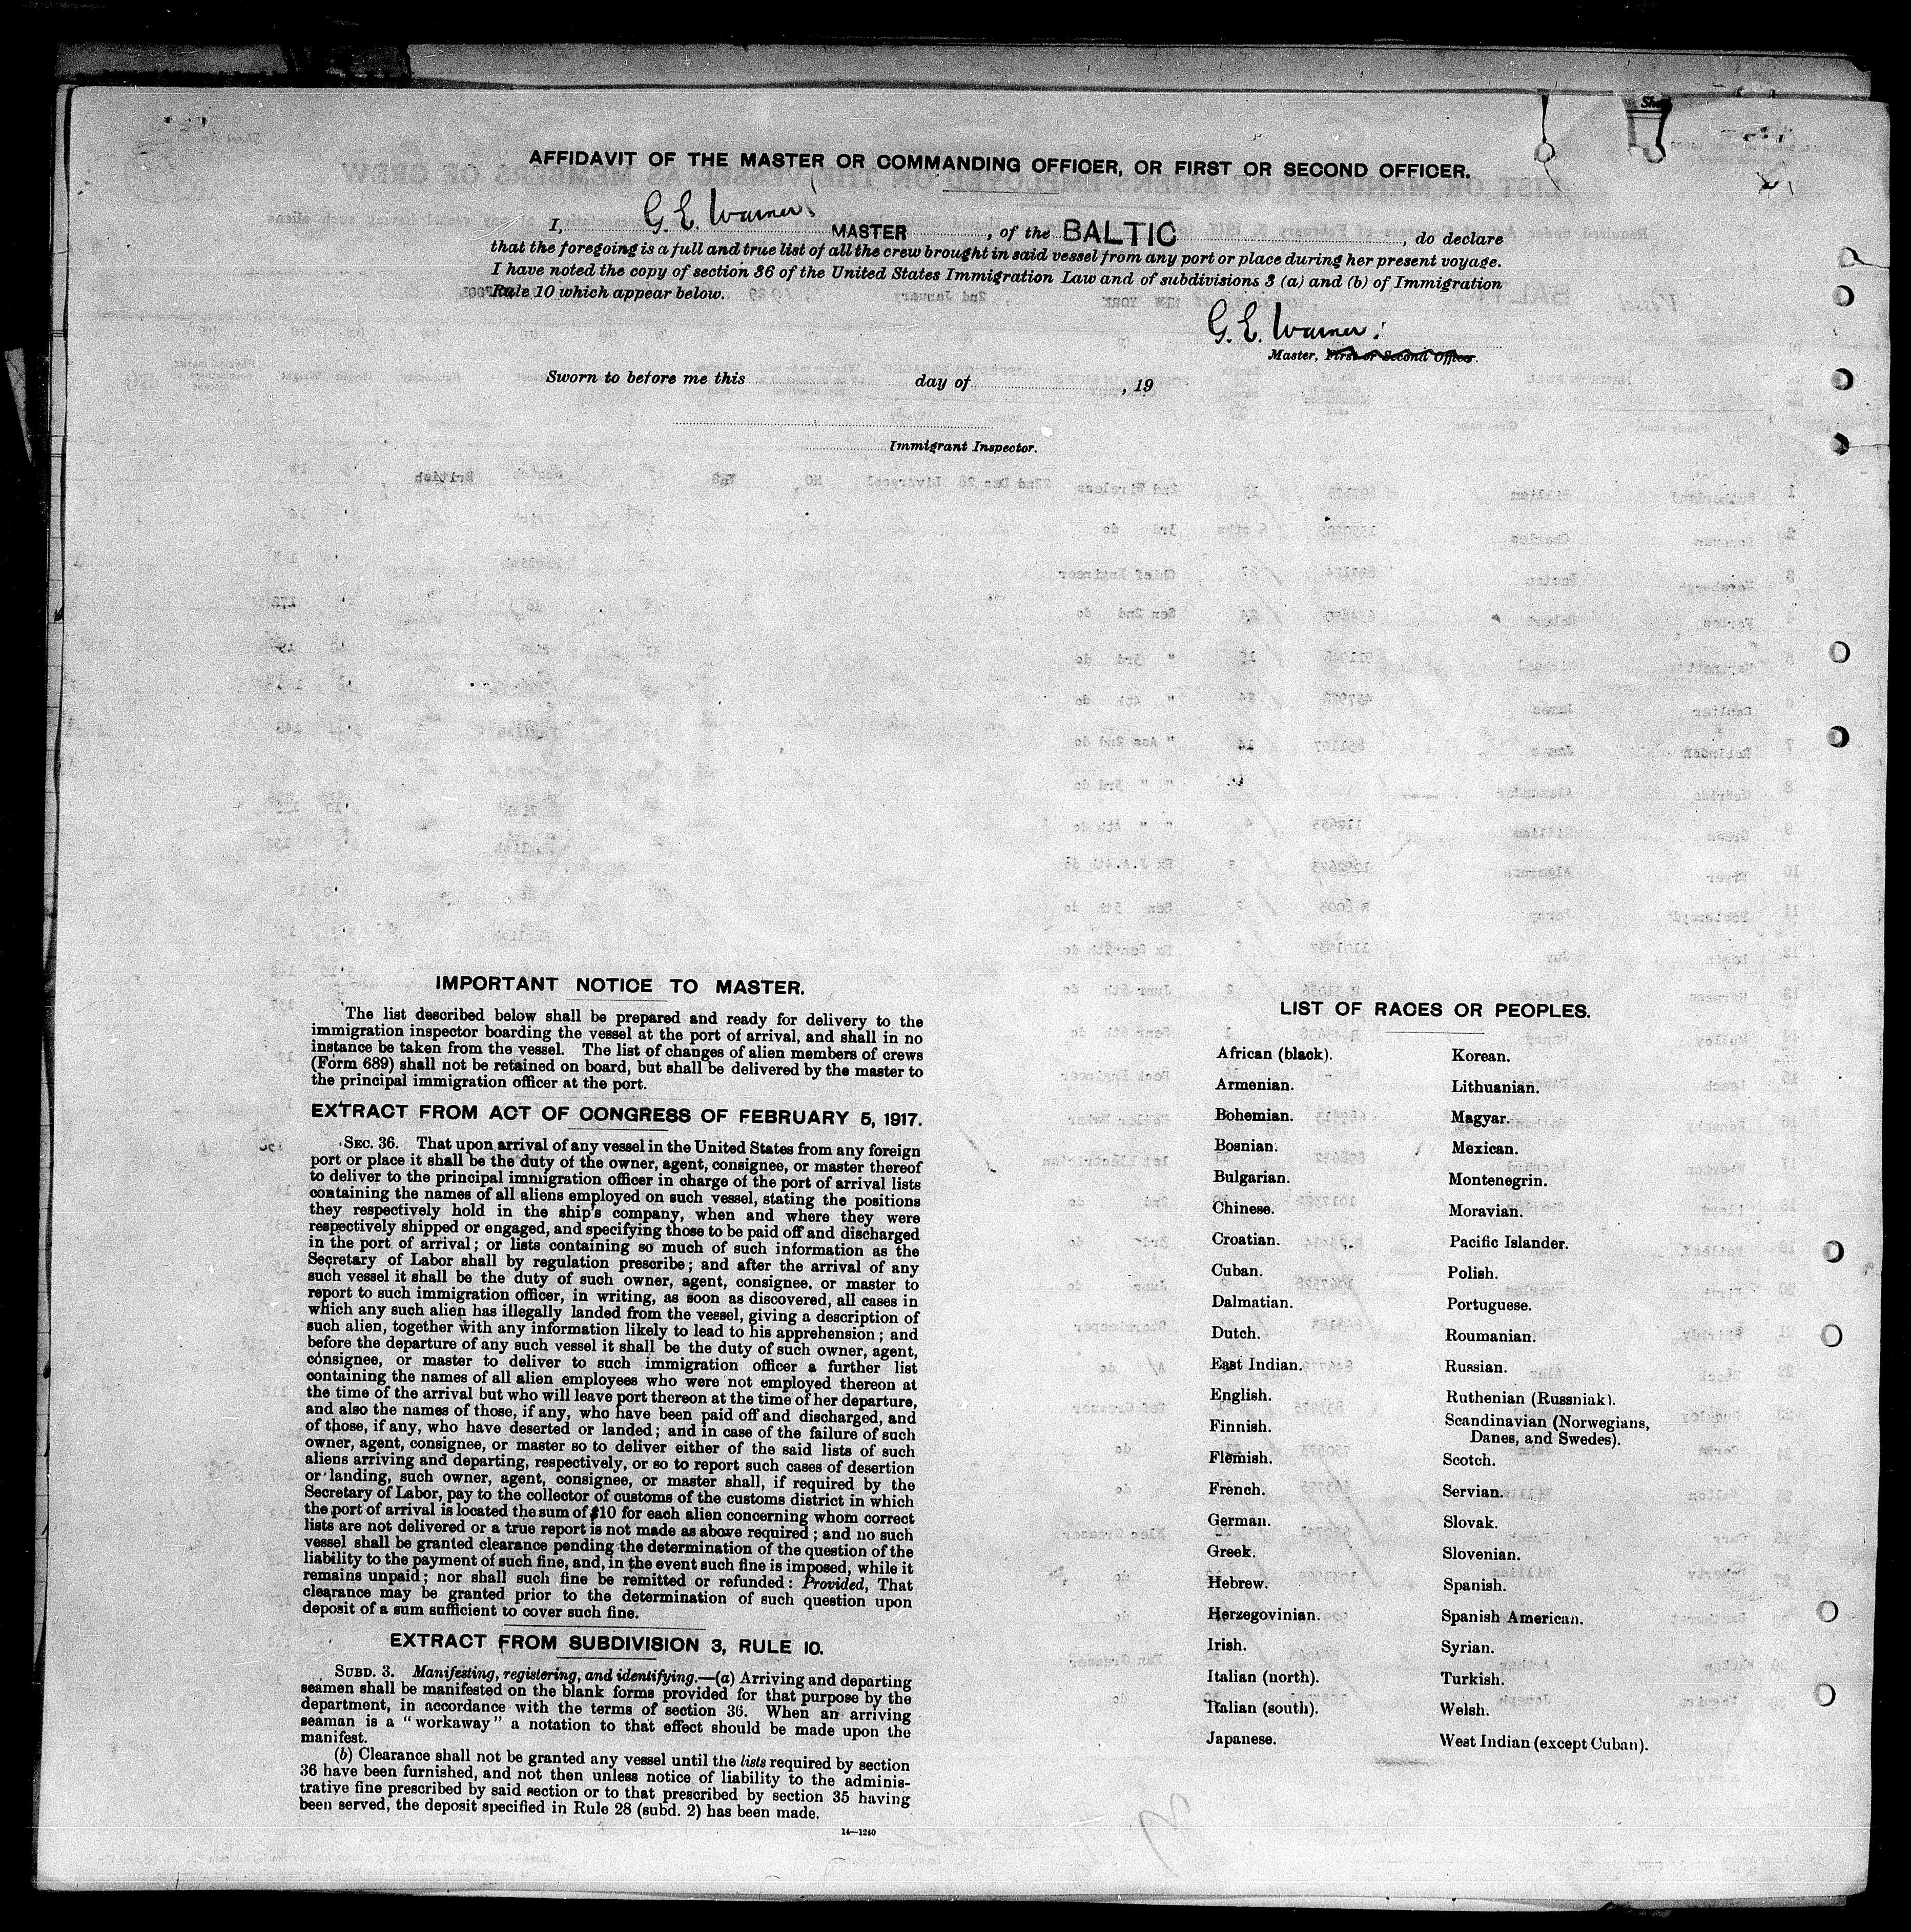 AFFIDAVIT OF THE MASTER OR COMMANDING OFFICER, OR FIRST OR SECOND OFFICER.
I, G. E. Warner. MASTER, of the BALTIC, do declare
that the foregoing is a full and true list of all the crew brought in said vessel from any port or place during her present voyage.
I have noted the copy of section 36 of the United States Immigration Law and of subdivisions 3 (a) and (b) of Immigration
Rule 10 which appear below.
G. E. Warner.
Master, First or Second Officer.
Sworn to before me this day of , 19
Immigrant Inspector.
IMPORTANT NOTICE TO MASTER.
The list described below shall be prepared and ready for delivery to the
immigration inspector boarding the vessel at the port of arrival, and shall in no
instance be taken from the vessel. The list of changes of alien members of crews
(Form 689) shall not be retained on board, but shall be delivered by the master to
the principal immigration officer at the port.
EXTRACT FROM ACT OF CONGRESS OF FEBRUARY 5, 1917.
SEC. 36. That upon arrival of any vessel in the United States from any foreign
port or place it shall be the duty of the owner, agent, consignee, or master thereof
to deliver to the principal immigration officer in charge of the port of arrival lists
containing the names of all aliens employed on such vessel, stating the positions
they respectively hold in the ship's company, when and where they were
respectively shipped or engaged, and specifying those to be paid off and discharged
in the port of arrival; or lists containing so much of such information as the
Secretary of Labor shall by regulation prescribe; and after the arrival of any
such vessel it shall be the duty of such owner, agent, consignee, or master to
report to such immigration officer, in writing, as soon as discovered, all cases in
which any such alien has illegally landed from the vessel, giving a description of
such alien, together with any information likely to lead to his apprehension; and
before the departure of any such vessel it shall be the duty of such owner, agent,
consignee, or master to deliver to such immigration officer a further list
containing the names of all alien employees who were not employed thereon at
the time of the arrival but who will leave port thereon at the time of her departure,
and also the names of those, if any, who have been paid off and discharged, and
of those, if any, who have deserted or landed; and in case of the failure of such
owner, agent, consignee, or master so to deliver either of the said lists of such
aliens arriving and departing, respectively, or so to report such cases of desertion
or landing, such owner, agent, consignee, or master shall, if required by the
Secretary of Labor, pay to the collector of customs of the customs district in which
the port of arrival is located the sum of $10 for each alien concerning whom correct
lists are not delivered or a true report is not made as above required; and no such
vessel shall be granted clearance pending the determination of the question of the
liability to the payment of such fine, and, in the event such fine is imposed, while it
remains unpaid; nor shall such fine be remitted or refunded: Provided, That
clearance may be granted prior to the determination of such question upon
deposit of a sum sufficient to cover such fine.
EXTRACT FROM SUBDIVISION 3, RULE 10.
SUBD. 3. Manifesting, registering, and identifying.—(a) Arriving and departing
seamen shall be manifested on the blank forms provided for that purpose by the
department, in accordance with the terms of section 36. When an arriving
seaman is a "workaway" a notation to that effect should be made upon the
manifest.
(b) Clearance shall not be granted any vessel until the lists required by section
36 have been furnished, and not then unless notice of liability to the adminis-
trative fine prescribed by said section or to that prescribed by section 35 having
been served, the deposit specified in Rule 28 (subd. 2) has been made.
14—1240
LIST OF RACES OR PEOPLES.
African (black).
Armenian.
Bohemian.
Bosnian.
Bulgarian.
Chinese.
Croatian.
Cuban.
Dalmatian.
Dutch.
East Indian.
English.
Finnish.
Flemish.
French.
German.
Greek.
Hebrew.
Herzegovinian.
Irish.
Italian (north).
Italian (south).
Japanese.
Korean.
Lithuanian.
Magyar.
Mexican.
Montenegrin.
Moravian.
Pacific Islander.
Polish.
Portuguese.
Roumanian.
Russian.
Ruthenian (Russniak).
Scandinavian (Norwegians,
Danes, and Swedes).
Scotch.
Servian.
Slovak.
Slovenian.
Spanish.
Spanish American.
Syrian.
Turkish.
Welsh.
West Indian (except Cuban).